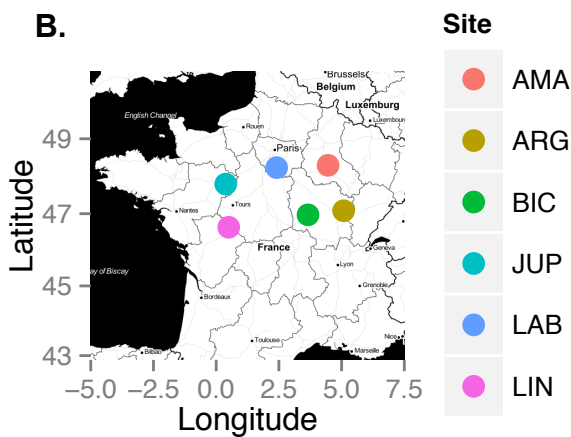 B.
Site
Brussels
Belgium
Luxemburg
English Channel
Luxembourg
Rouen
Paris
Tours
Nantes
France
Geneva
Lyon
ay of Biscay
Grenoble
Bordeaux
Toulouse
Nice
Marseille
Bilbao
49
47
45
43
Latitude
-5.0 -2.5 0.0 2.5 5.0 7.5
Longitude
AMA
ARG
BIC
JUP
LAB
LIN